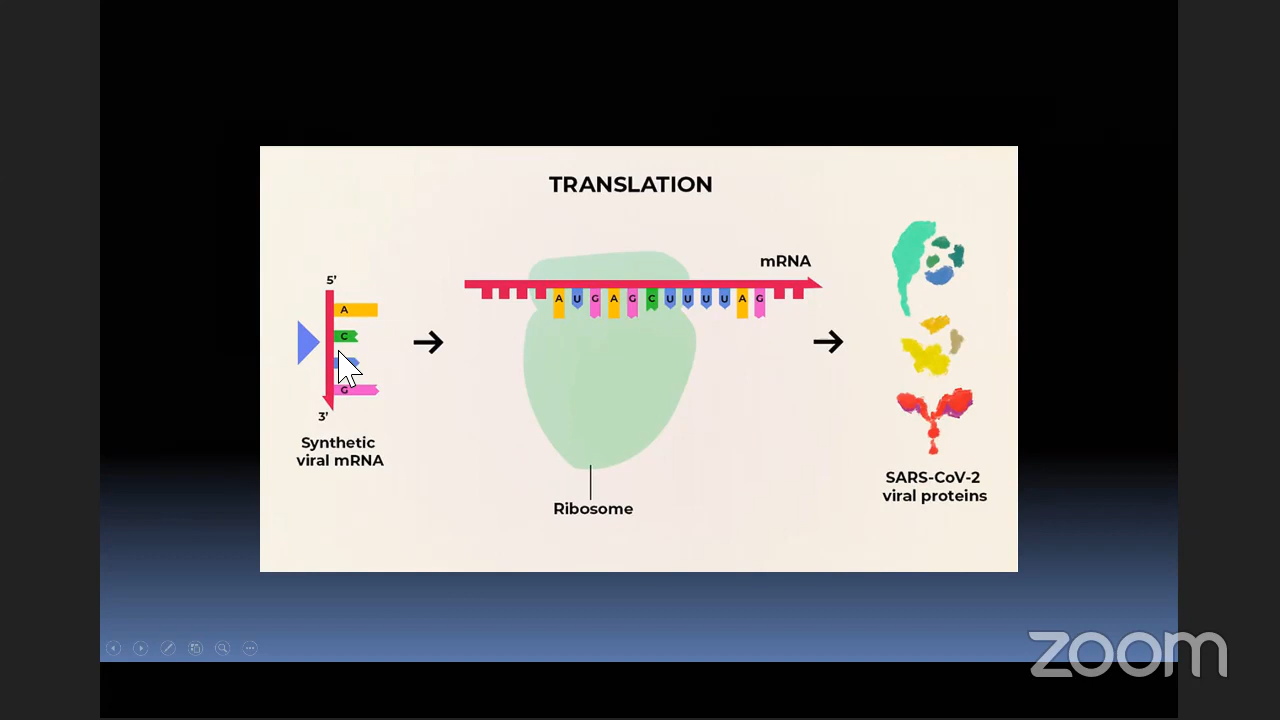 TRANSLATION
5’
A
C
G
3’
Synthetic
viral mRNA
mRNA
A U G A G C U U U U A G
Ribosome
SARS-CoV-2
viral proteins
zoom